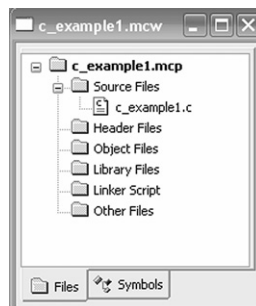 c_example1.mcw
c_example1.mcp
Source Files
c_example1.c
Header Files
Object Files
Library Files
Linker Script
Other Files
Files
Symbols